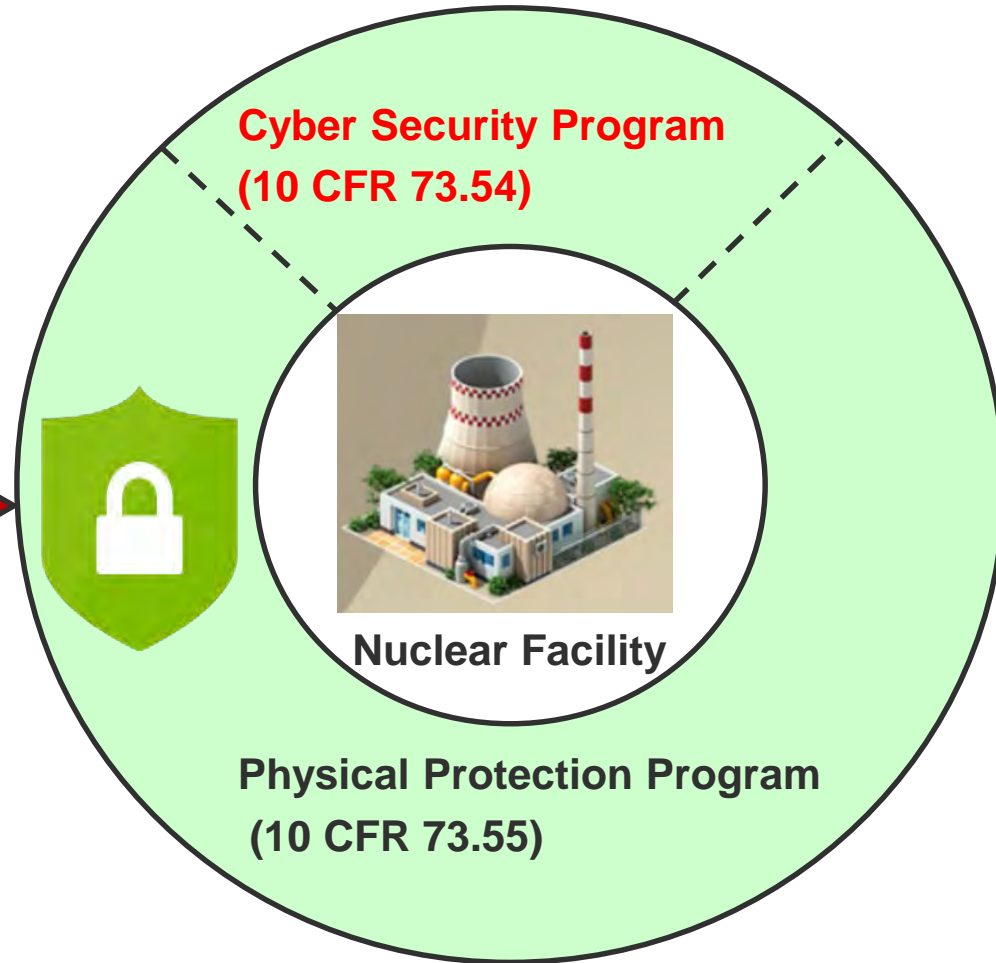 Cyber Security Program
(10 CFR 73.54)
Nuclear Facility
Physical Protection Program
(10 CFR 73.55)